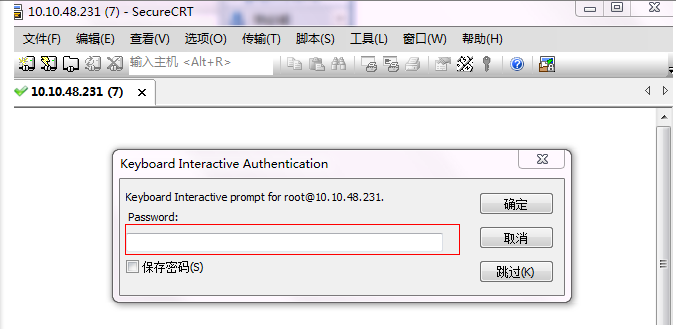 10.10.48.231 (7) - SecureCRT
文件(F) 编辑(E) 查看(V) 选项(O) 传输(T) 脚本(S) 工具(L) 窗口(W) 帮助(H)
输入主机 <Alt+R>
10.10.48.231 (7)
Keyboard Interactive Authentication
Keyboard Interactive prompt for root@10.10.48.231.
确定
Password:
取消
保存密码(S)
跳过(K)